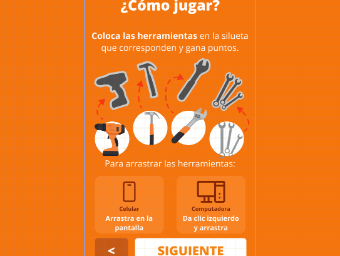 ¿Cómo jugar?
Coloca las herramientas en la silueta
que corresponden y gana puntos.
Para arrastrar las herramientas:
Celular
Arrastra en la
pantalla
Computadora
Da clic izquierdo
y arrastra
<
SIGUIENTE